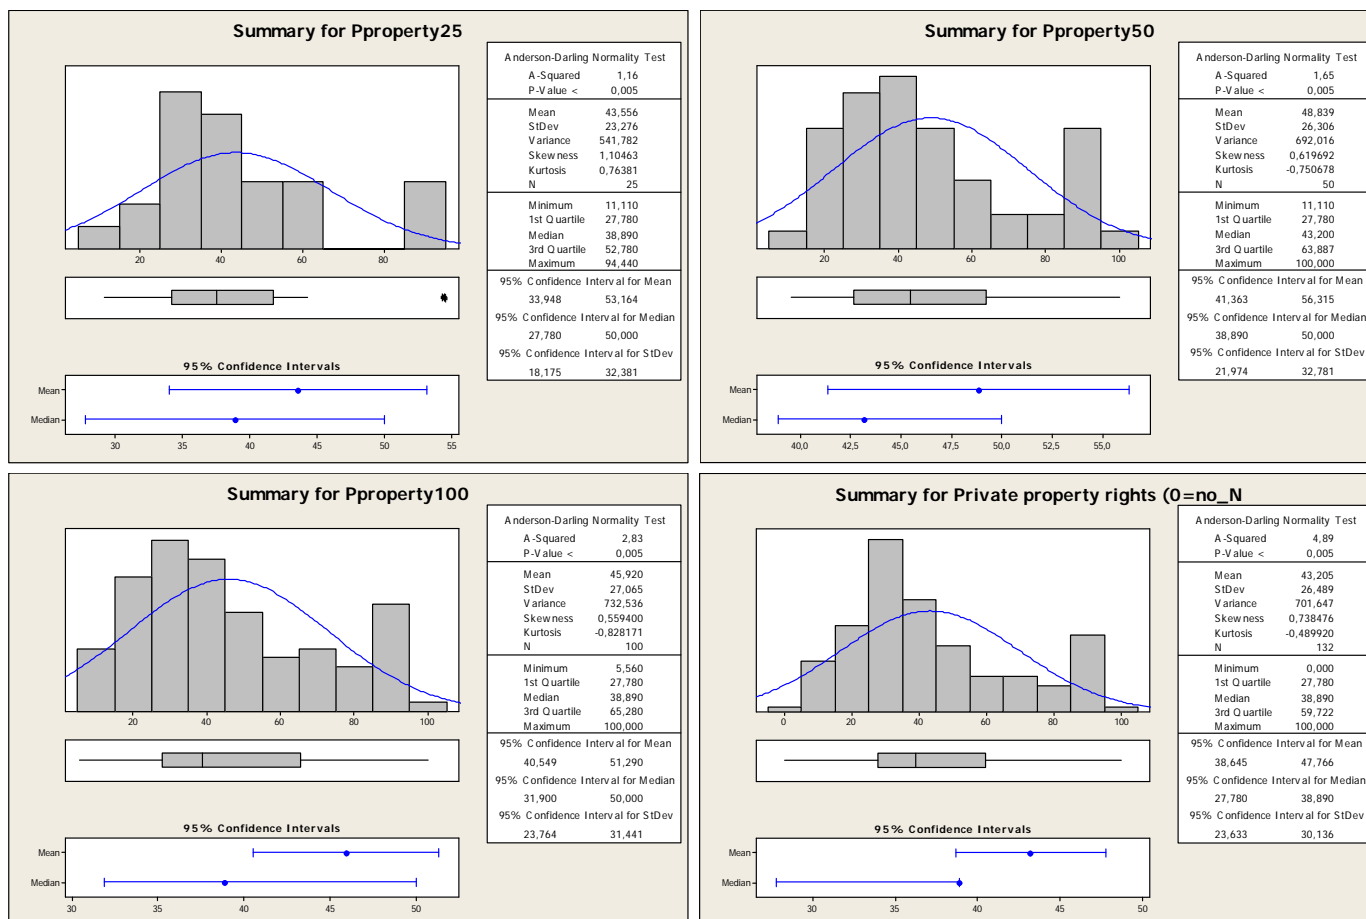 Summary for Pproperty25
Anderson-Darling Normality Test
A-Squared 1,16
P-Value < 0,005
Mean 43,556
StDev 23,276
Variance 541,782
Skewness 1,10463
Kurtosis 0,76381
N 25
Minimum 11,110
1st Quartile 27,780
Median 38,890
3rd Quartile 52,780
Maximum 94,440
95% Confidence Interval for Mean
33,948 53,164
95% Confidence Interval for Median
27,780 50,000
95% Confidence Interval for StDev
18,175 32,381
20 40 60 80
95% Confidence Intervals
Mean
Median
30 35 40 45 50 55
Summary for Pproperty50
Anderson-Darling Normality Test
A-Squared 1,65
P-Value < 0,005
Mean 48,839
StDev 26,306
Variance 692,016
Skewness 0,619692
Kurtosis -0,750678
N 50
Minimum 11,110
1st Quartile 27,780
Median 43,200
3rd Quartile 63,887
Maximum 100,000
95% Confidence Interval for Mean
41,363 56,315
95% Confidence Interval for Median
38,890 50,000
95% Confidence Interval for StDev
21,974 32,781
20 40 60 80 100
95% Confidence Intervals
Mean
Median
40,0 42,5 45,0 47,5 50,0 52,5 55,0
Summary for Pproperty100
Anderson-Darling Normality Test
A-Squared 2,83
P-Value < 0,005
Mean 45,920
StDev 27,065
Variance 732,536
Skewness 0,559400
Kurtosis -0,828171
N 100
Minimum 5,560
1st Quartile 27,780
Median 38,890
3rd Quartile 65,280
Maximum 100,000
95% Confidence Interval for Mean
40,549 51,290
95% Confidence Interval for Median
31,900 50,000
95% Confidence Interval for StDev
23,764 31,441
20 40 60 80 100
95% Confidence Intervals
Mean
Median
30 35 40 45 50
Summary for Private property rights (0=no_N
Anderson-Darling Normality Test
A-Squared 4,89
P-Value < 0,005
Mean 43,205
StDev 26,489
Variance 701,647
Skewness 0,738476
Kurtosis -0,489920
N 132
Minimum 0,000
1st Quartile 27,780
Median 38,890
3rd Quartile 59,722
Maximum 100,000
95% Confidence Interval for Mean
38,645 47,766
95% Confidence Interval for Median
27,780 38,890
95% Confidence Interval for StDev
23,633 30,136
0 20 40 60 80 100
95% Confidence Intervals
Mean
Median
30 35 40 45 50